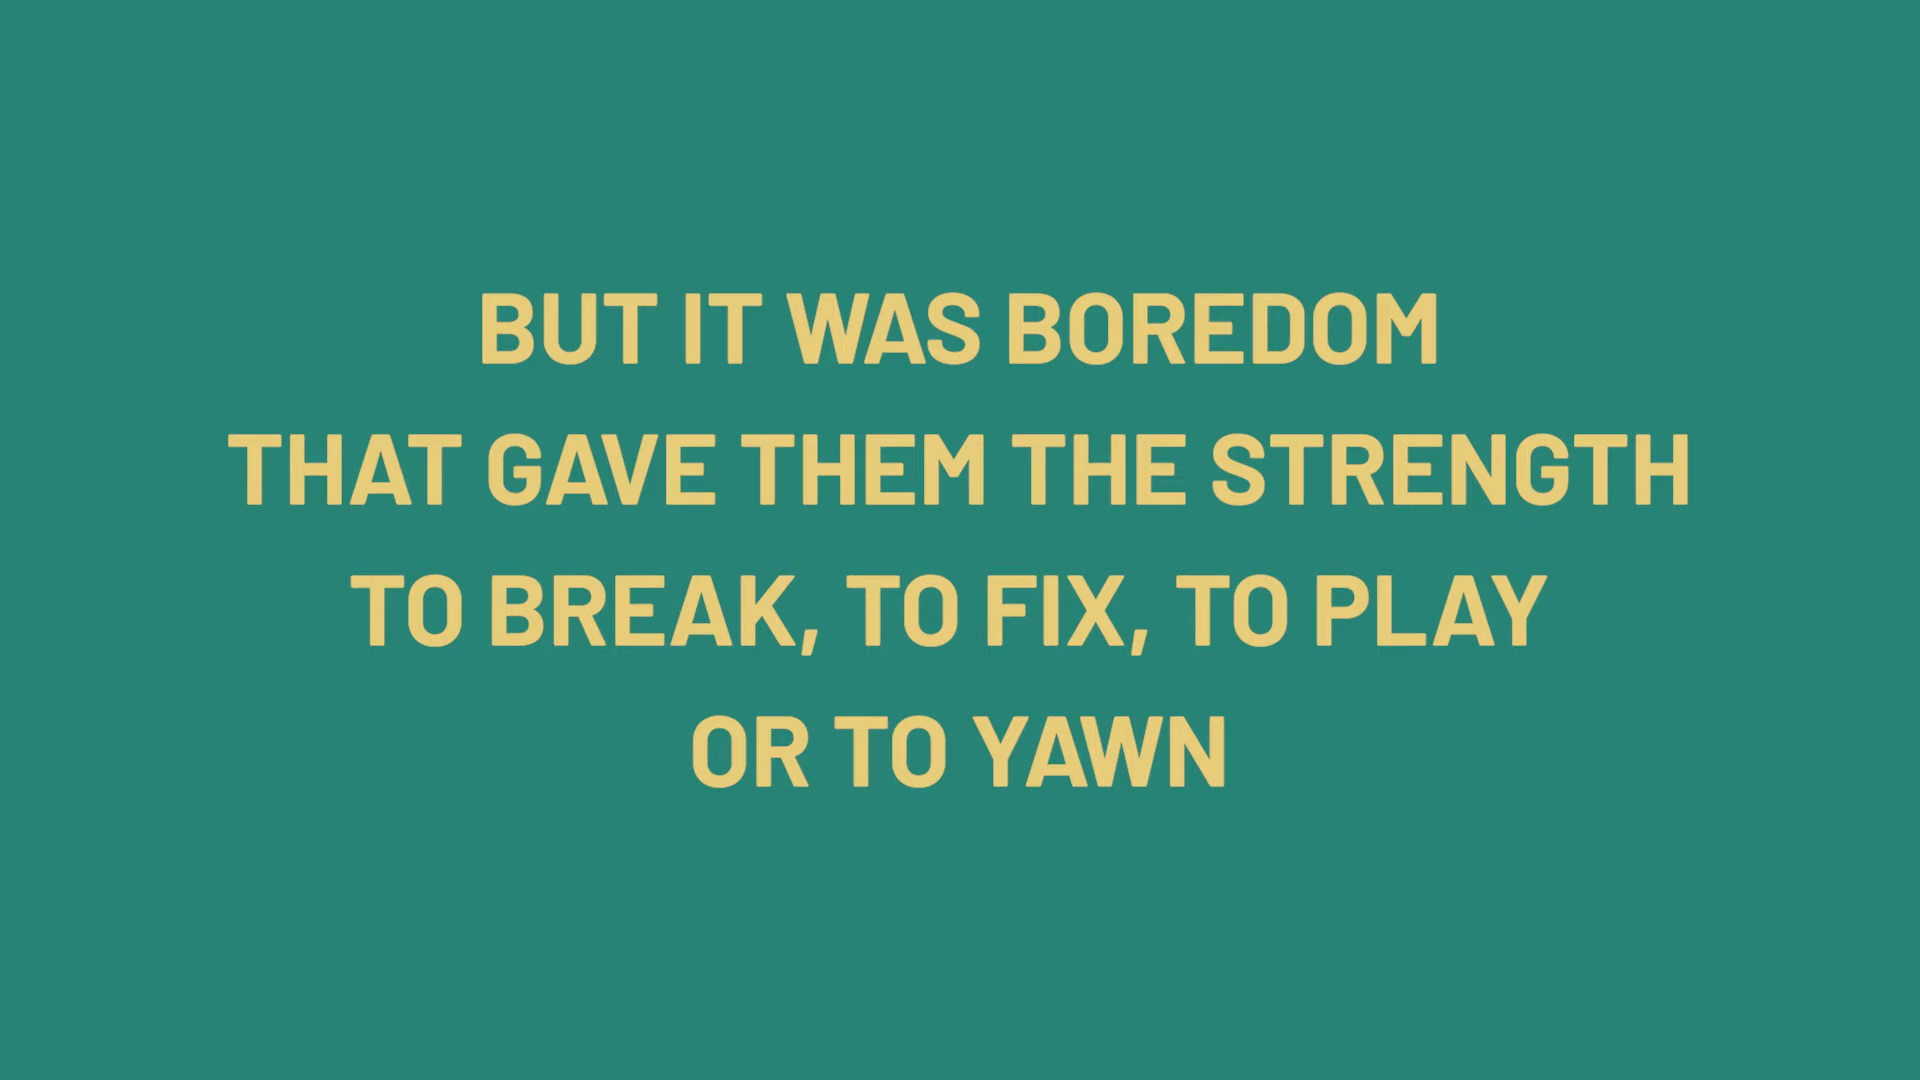 BUT IT WAS BOREDOM
THAT GAVE THEM THE STRENGTH
TO BREAK, TO FIX, TO PLAY
OR TO YAWN